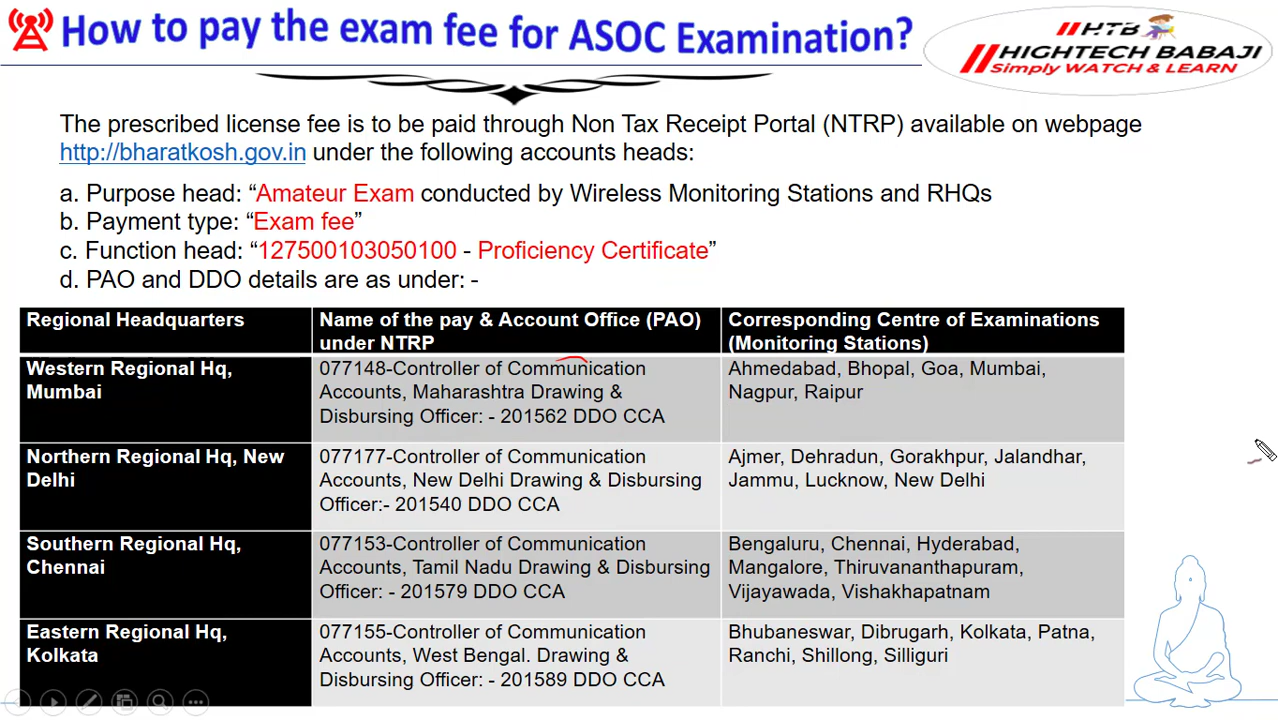 How to pay the exam fee for ASOC Examination?
HTB
HIGHTECH BABAJI
Simply WATCH & LEARN
The prescribed license fee is to be paid through Non Tax Receipt Portal (NTRP) available on webpage
http://bharatkosh.gov.in under the following accounts heads:
a. Purpose head: “Amateur Exam conducted by Wireless Monitoring Stations and RHQs
b. Payment type: “Exam fee”
c. Function head: “127500103050100 - Proficiency Certificate”
d. PAO and DDO details are as under: -
Regional Headquarters
Name of the pay & Account Office (PAO)
under NTRP
Corresponding Centre of Examinations
(Monitoring Stations)
Western Regional Hq,
Mumbai
077148-Controller of Communication
Accounts, Maharashtra Drawing &
Disbursing Officer: - 201562 DDO CCA
Ahmedabad, Bhopal, Goa, Mumbai,
Nagpur, Raipur
Northern Regional Hq, New
Delhi
077177-Controller of Communication
Accounts, New Delhi Drawing & Disbursing
Officer:- 201540 DDO CCA
Ajmer, Dehradun, Gorakhpur, Jalandhar,
Jammu, Lucknow, New Delhi
Southern Regional Hq,
Chennai
077153-Controller of Communication
Accounts, Tamil Nadu Drawing & Disbursing
Officer: - 201579 DDO CCA
Bengaluru, Chennai, Hyderabad,
Mangalore, Thiruvananthapuram,
Vijayawada, Vishakhapatnam
Eastern Regional Hq,
Kolkata
077155-Controller of Communication
Accounts, West Bengal. Drawing &
Disbursing Officer: - 201589 DDO CCA
Bhubaneswar, Dibrugarh, Kolkata, Patna,
Ranchi, Shillong, Silliguri